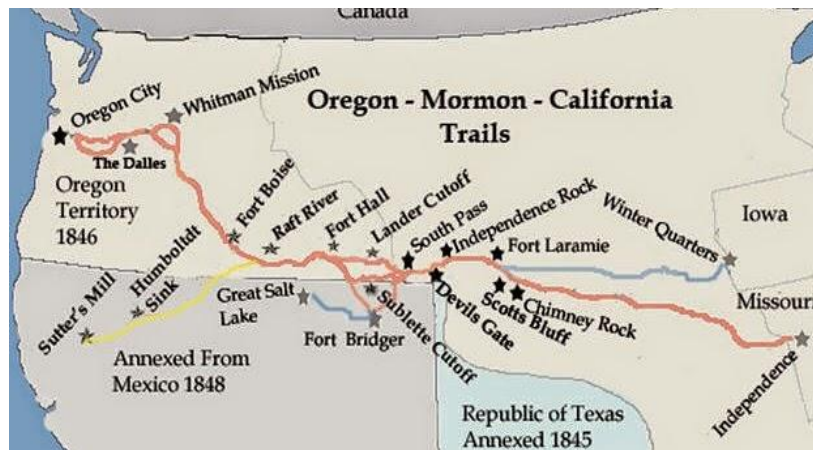 Canada
Oregon - Mormon - California
Trails
Oregon City
Whitman Mission
The Dalles
Oregon
Territory
1846
Fort Boise
Raft River
Fort Hall
Lander Cutoff
South Pass
Independence Rock
Fort Laramie
Winter Quarters
Iowa
Missouri
Sutter's Mill
Humboltdt
Sink
Great Salt
Lake
Fort Bridger
Sublette Cutoff
Devils Gate
Scotts Bluff
Chimney Rock
Independence
Annexed From
Mexico 1848
Republic of Texas
Annexed 1845